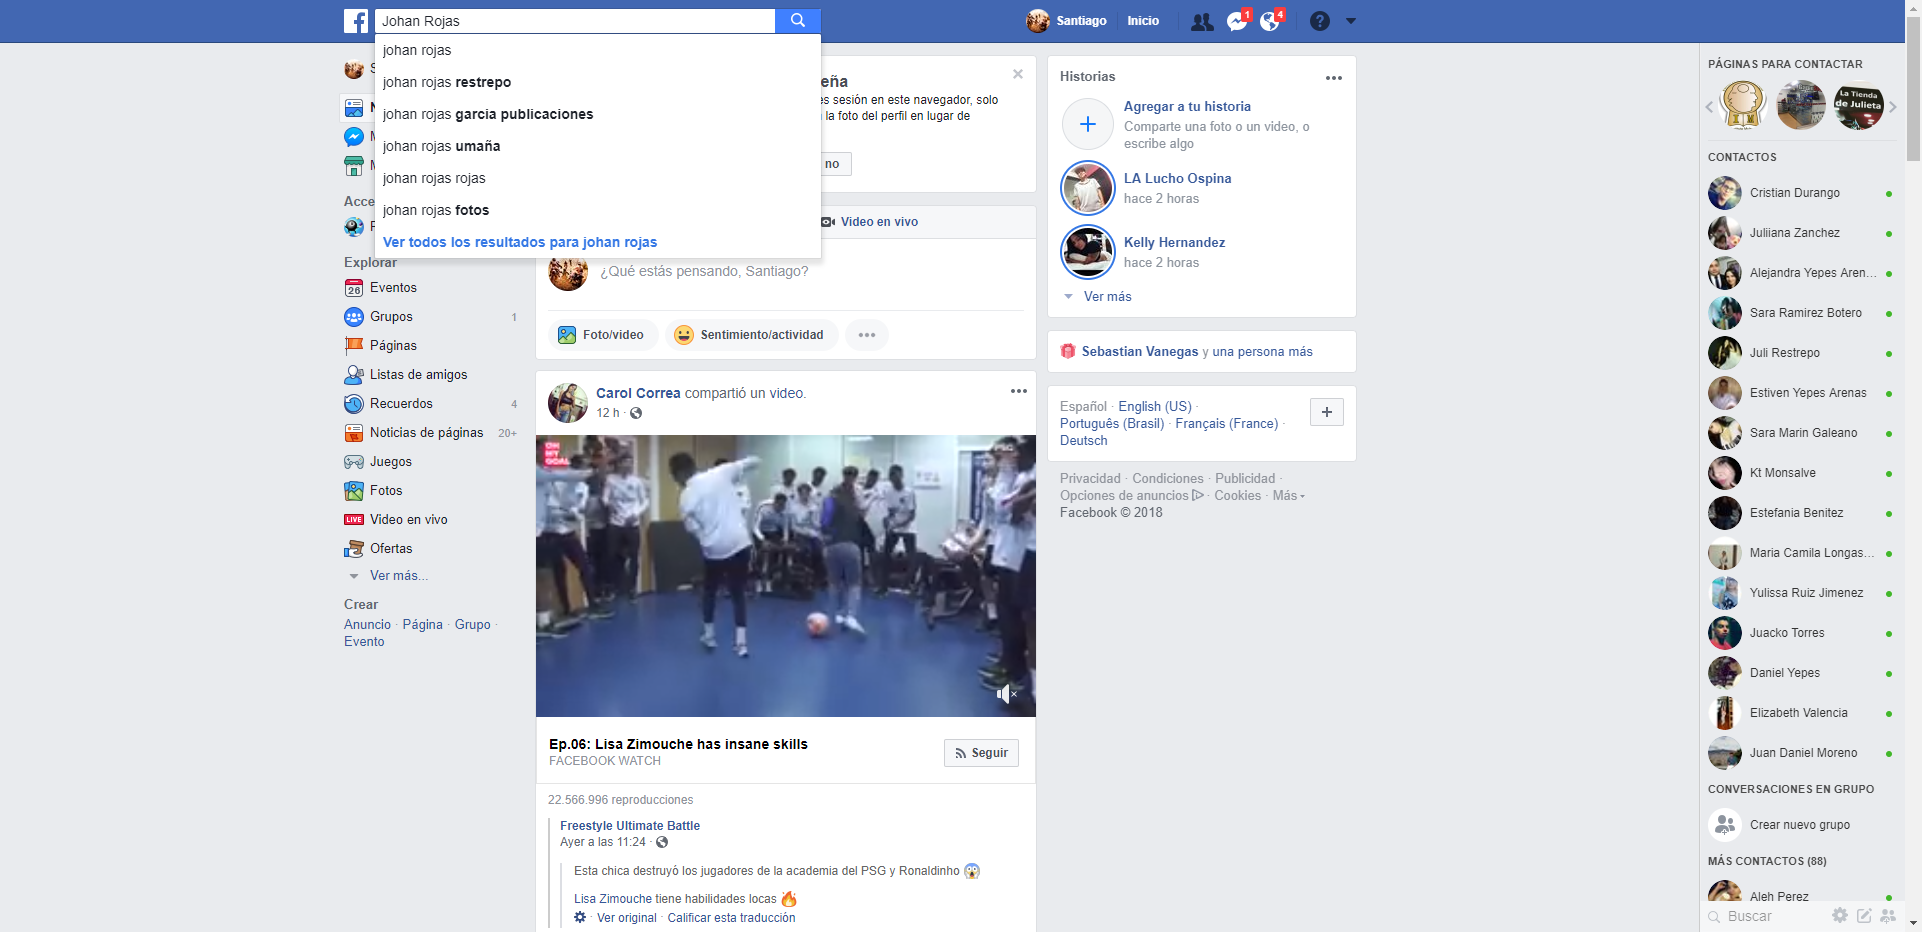 Johan Rojas
Santiago
Inicio
1
4
johan rojas
johan rojas restrepo
johan rojas garcia publicaciones
johan rojas umaña
johan rojas rojas
johan rojas fotos
Ver todos los resultados para johan rojas
Acce
Explorar
26
Eventos
Grupos 1
Páginas
Listas de amigos
Recuerdos 4
Noticias de páginas 20+
Juegos
Fotos
LIVE Video en vivo
Ofertas
Ver más...
Crear
Anuncio · Página · Grupo ·
Evento
eña
es sesión en este navegador, solo
la foto del perfil en lugar de
no
Video en vivo
¿Qué estás pensando, Santiago?
Foto/video
Sentimiento/actividad
Carol Correa compartió un video.
12 h ·
OH
MY
GOAL
Ep.06: Lisa Zimouche has insane skills
FACEBOOK WATCH
Seguir
22.566.996 reproducciones
Freestyle Ultimate Battle
Ayer a las 11:24 ·
Esta chica destruyó los jugadores de la academia del PSG y Ronaldinho 😱
Lisa Zimouche tiene habilidades locas 🔥
· Ver original · Calificar esta traducción
Historias
Agregar a tu historia
Comparte una foto o un video, o
escribe algo
LA Lucho Ospina
hace 2 horas
Kelly Hernandez
hace 2 horas
Ver más
Sebastian Vanegas y una persona más
Español · English (US) ·
Português (Brasil) · Français (France) ·
Deutsch
Privacidad · Condiciones · Publicidad ·
Opciones de anuncios · Cookies · Más
Facebook © 2018
PÁGINAS PARA CONTACTAR
La Tienda
de Julieta
CONTACTOS
Cristian Durango
Juliiana Zanchez
Alejandra Yepes Aren...
Sara Ramirez Botero
Juli Restrepo
Estiven Yepes Arenas
Sara Marin Galeano
Kt Monsalve
Estefania Benitez
Maria Camila Longas...
Yulissa Ruiz Jimenez
Juacko Torres
Daniel Yepes
Elizabeth Valencia
Juan Daniel Moreno
CONVERSACIONES EN GRUPO
Crear nuevo grupo
MÁS CONTACTOS (88)
Aleh Perez
Buscar